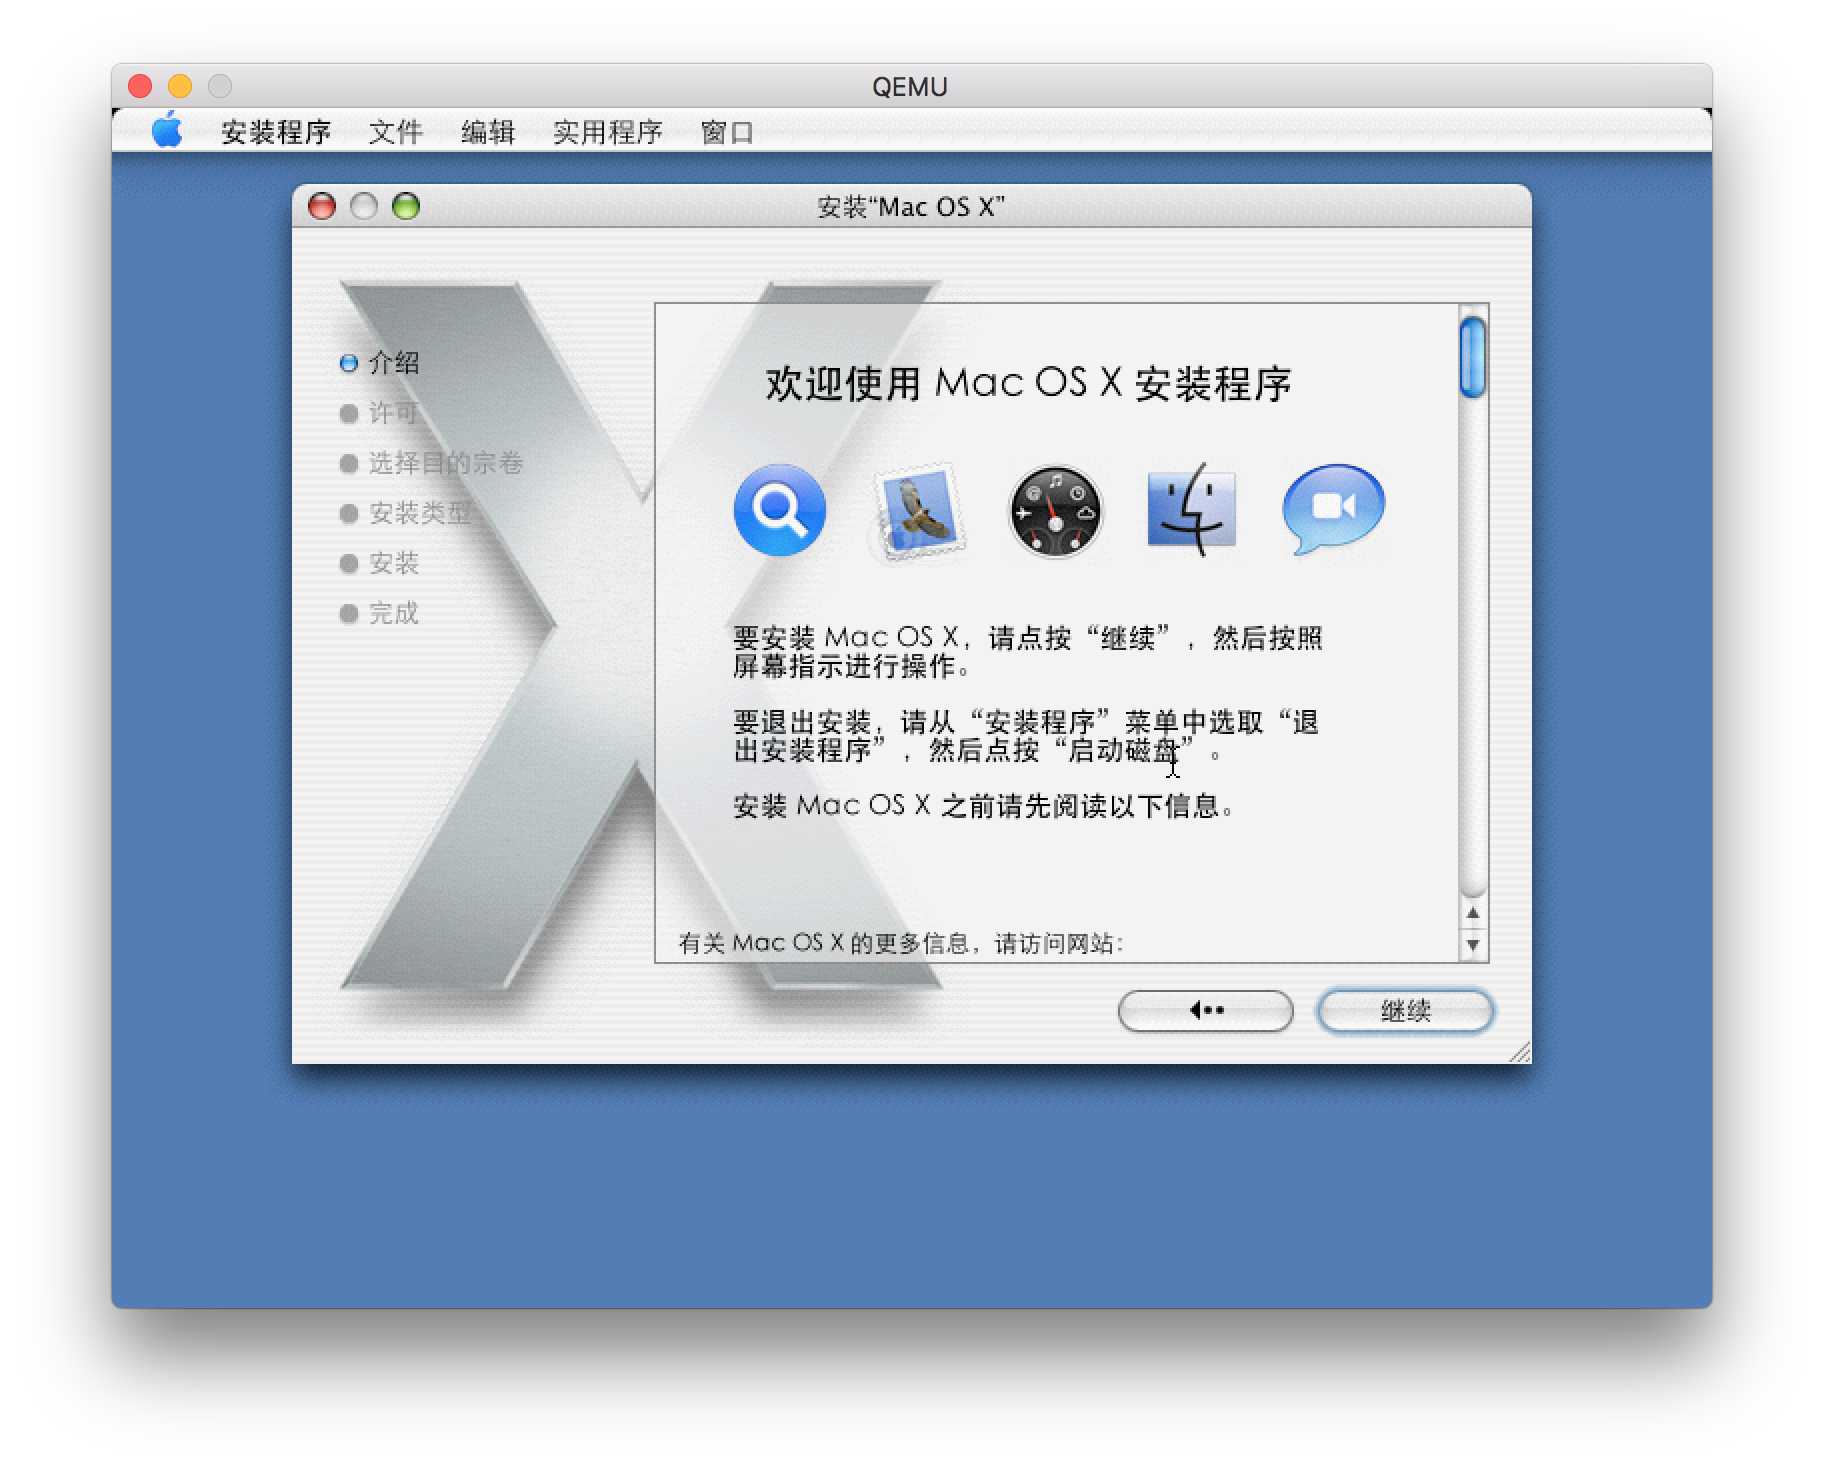 QEMU
安装程序 文件 编辑 实用程序 窗口
安装“Mac OS X”
介绍
许可
选择目的宗卷
安装类型
安装
完成
欢迎使用 Mac OS X 安装程序
要安装 Mac OS X，请点按“继续”，然后按照
屏幕指示进行操作。
要退出安装，请从“安装程序”菜单中选取“退
出安装程序”，然后点按“启动磁盘”。
安装 Mac OS X 之前请先阅读以下信息。
有关 Mac OS X 的更多信息，请访问网站：
继续